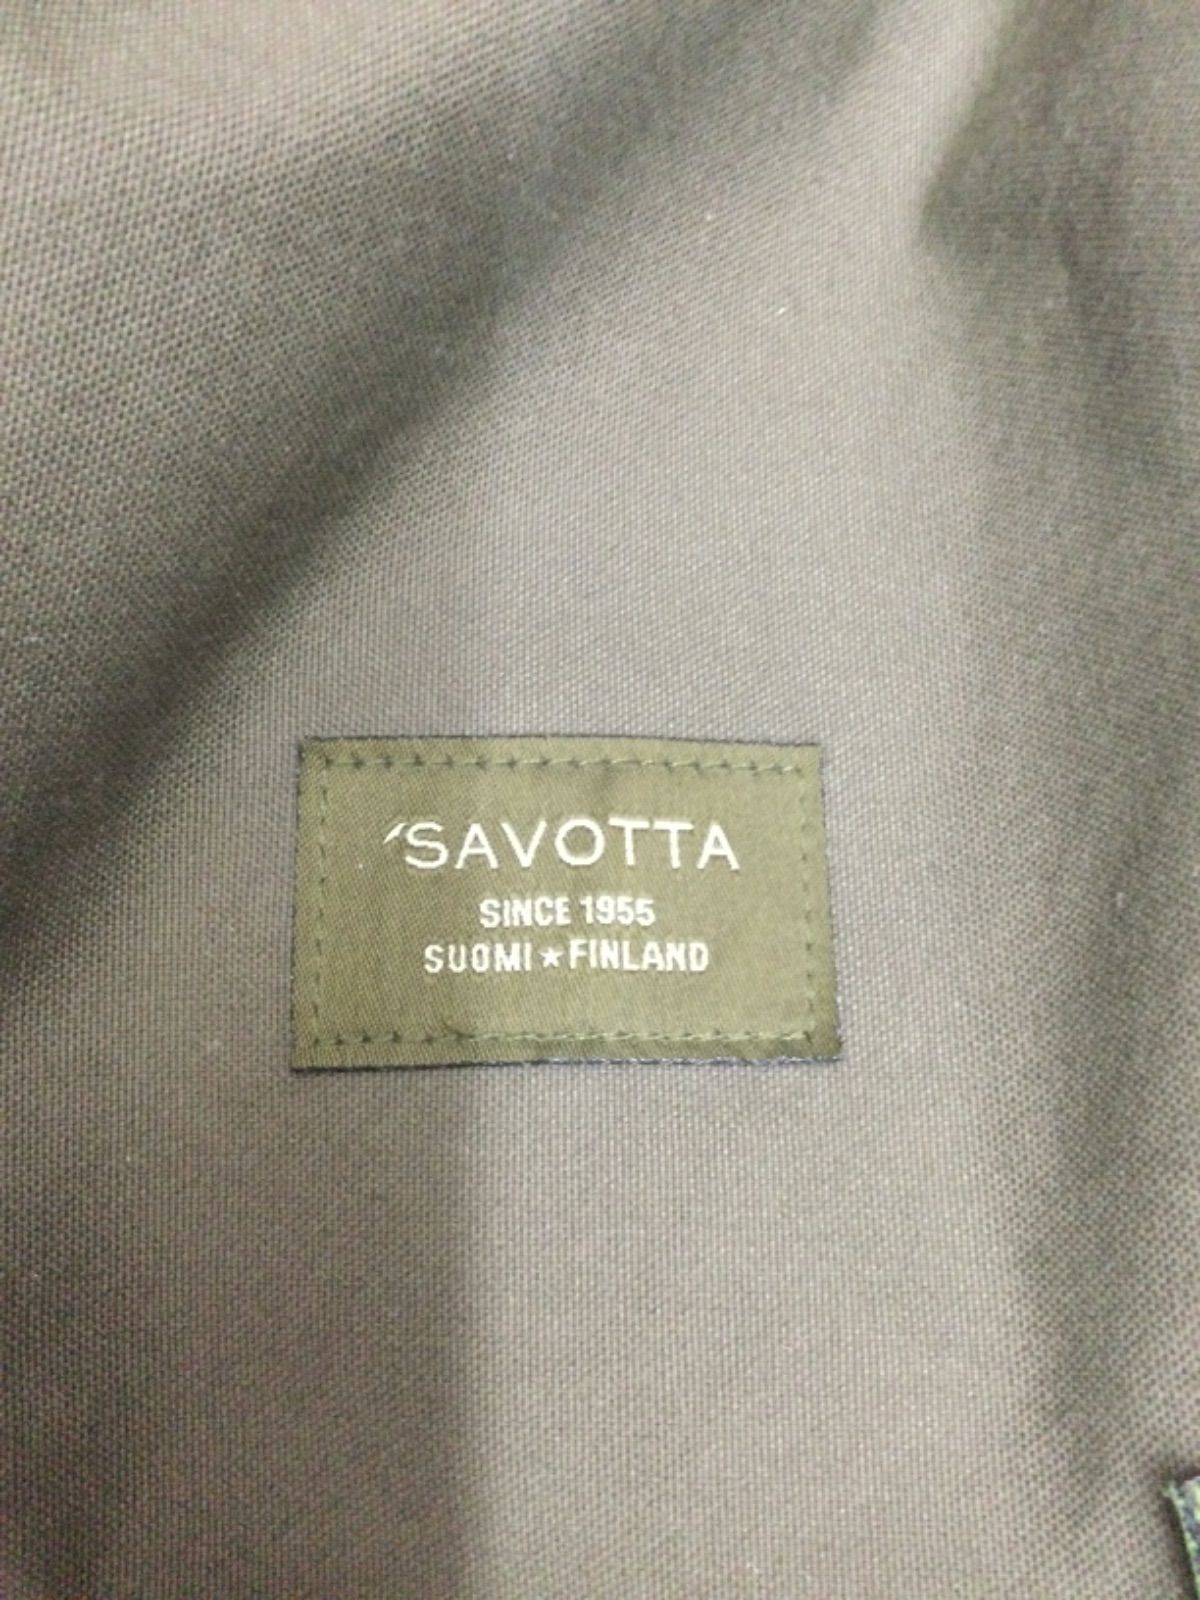 'SAVOTTA
SINCE 1955
SUOMI★FINLAND